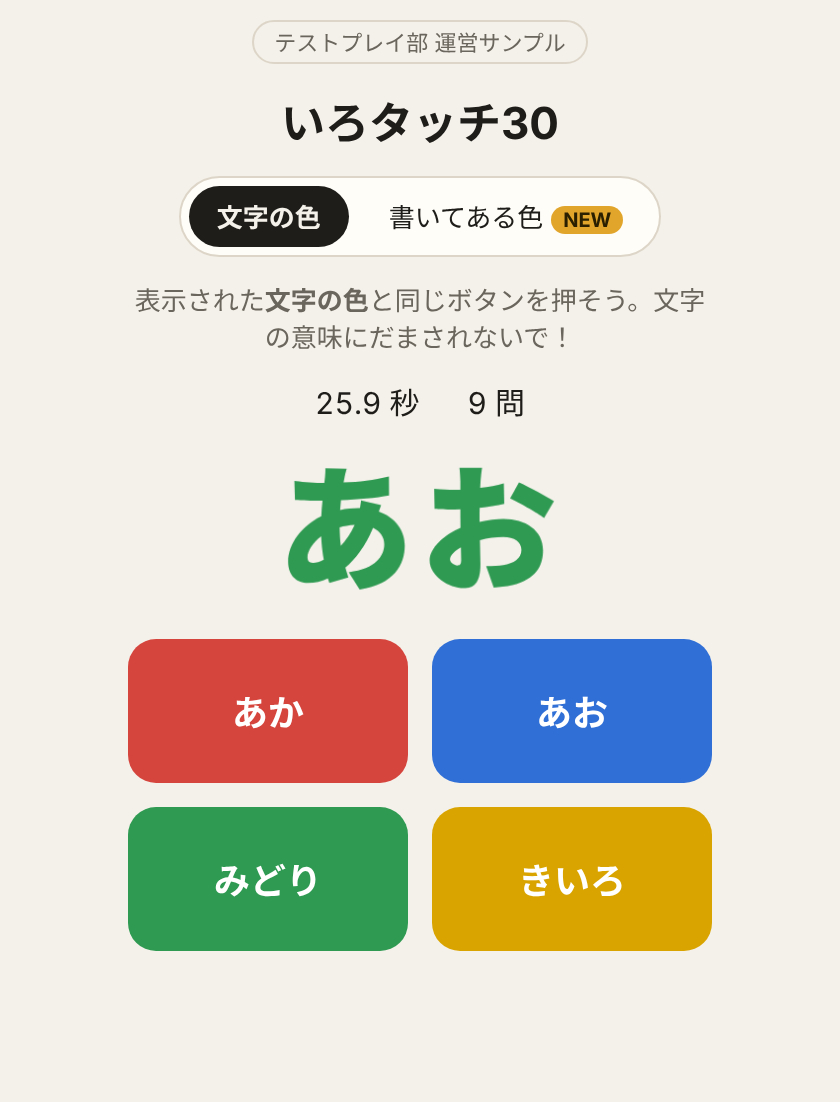 テストプレイ部 運営サンプル
いろタッチ30
文字の色 書いてある色 NEW
表示された文字の色と同じボタンを押そう。文字
の意味にだまされないで！
25.9 秒 9 問
あお
あか あお
みどり きいろ